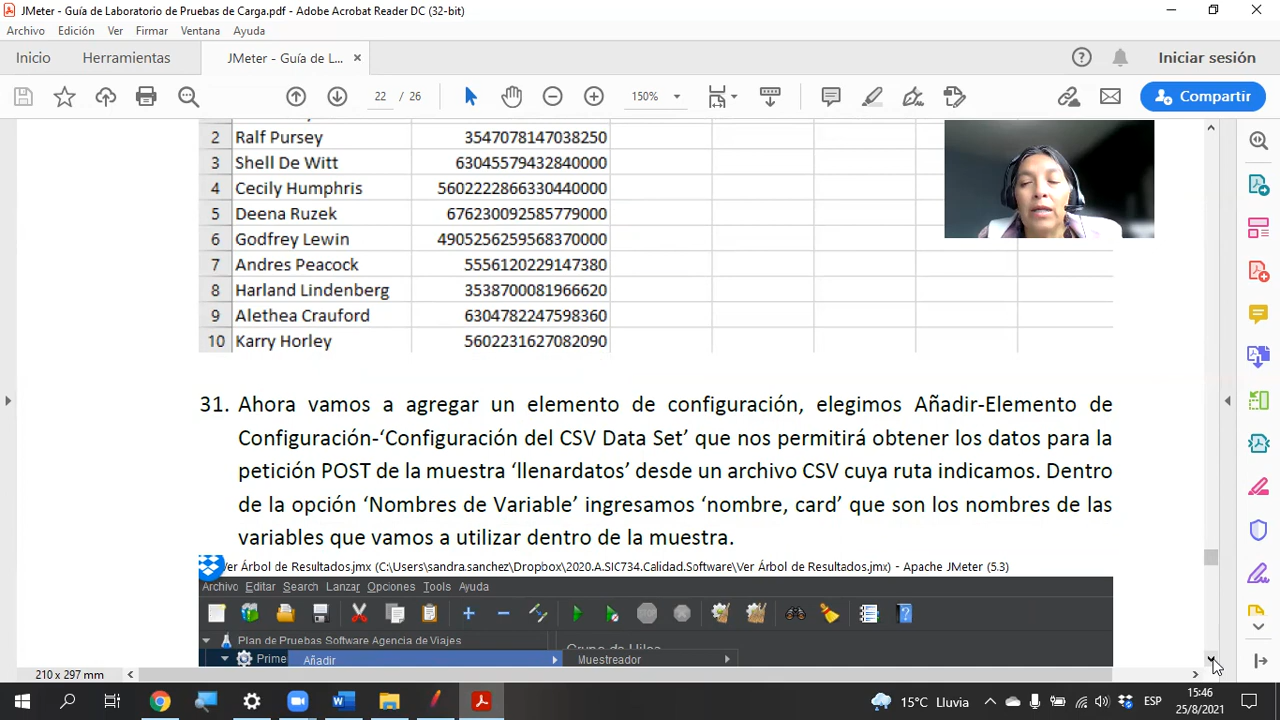 JMeter - Guía de Laboratorio de Pruebas de Carga.pdf - Adobe Acrobat Reader DC (32-bit)
Archivo Edición Ver Firmar Ventana Ayuda
Inicio Herramientas JMeter - Guía de L... Iniciar sesión
22 / 26 150% Compartir
2 Ralf Pursey 3547078147038250
3 Shell De Witt 63045579432840000
4 Cecily Humphris 5602222866330440000
5 Deena Ruzek 676230092585779000
6 Godfrey Lewin 4905256259568370000
7 Andres Peacock 5556120229147380
8 Harland Lindenberg 3538700081966620
9 Alethea Crauford 6304782247598360
10 Karry Horley 5602231627082090
31. Ahora vamos a agregar un elemento de configuración, elegimos Añadir-Elemento de
Configuración-‘Configuración del CSV Data Set’ que nos permitirá obtener los datos para la
petición POST de la muestra ‘llenardatos’ desde un archivo CSV cuya ruta indicamos. Dentro
de la opción ‘Nombres de Variable’ ingresamos ‘nombre, card’ que son los nombres de las
variables que vamos a utilizar dentro de la muestra.
Ver Árbol de Resultados.jmx (C:\Users\sandra.sanchez\Dropbox\2020.A.SIC734.Calidad.Software\Ver Árbol de Resultados.jmx) - Apache JMeter (5.3)
Archivo Editar Search Lanzar Opciones Tools Ayuda
Plan de Pruebas Software Agencia de Viajes
Grupo de Hilos
Prime Añadir Muestreador
210 x 297 mm
15°C Lluvia ESP 15:46
25/8/2021